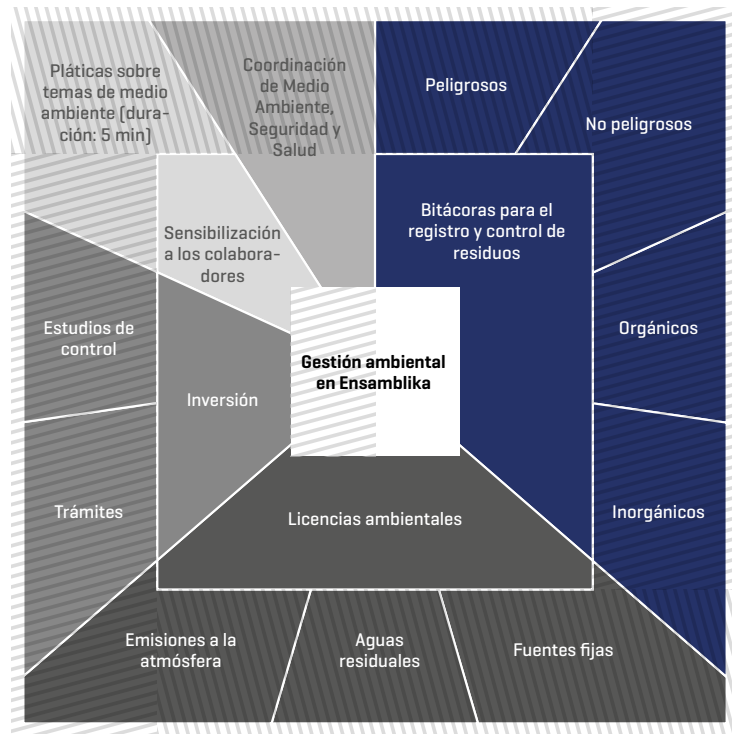 Pláticas sobre
temas de medio
ambiente (dura-
ción: 5 min)
Coordinación
de Medio
Ambiente,
Seguridad y
Salud
Peligrosos
No peligrosos
Sensibilización
a los colabora-
dores
Bitácoras para el
registro y control de
residuos
Estudios de
control
Inversión
Gestión ambiental
en Ensamblika
Orgánicos
Trámites
Licencias ambientales
Inorgánicos
Emisiones a la
atmósfera
Aguas
residuales
Fuentes fijas